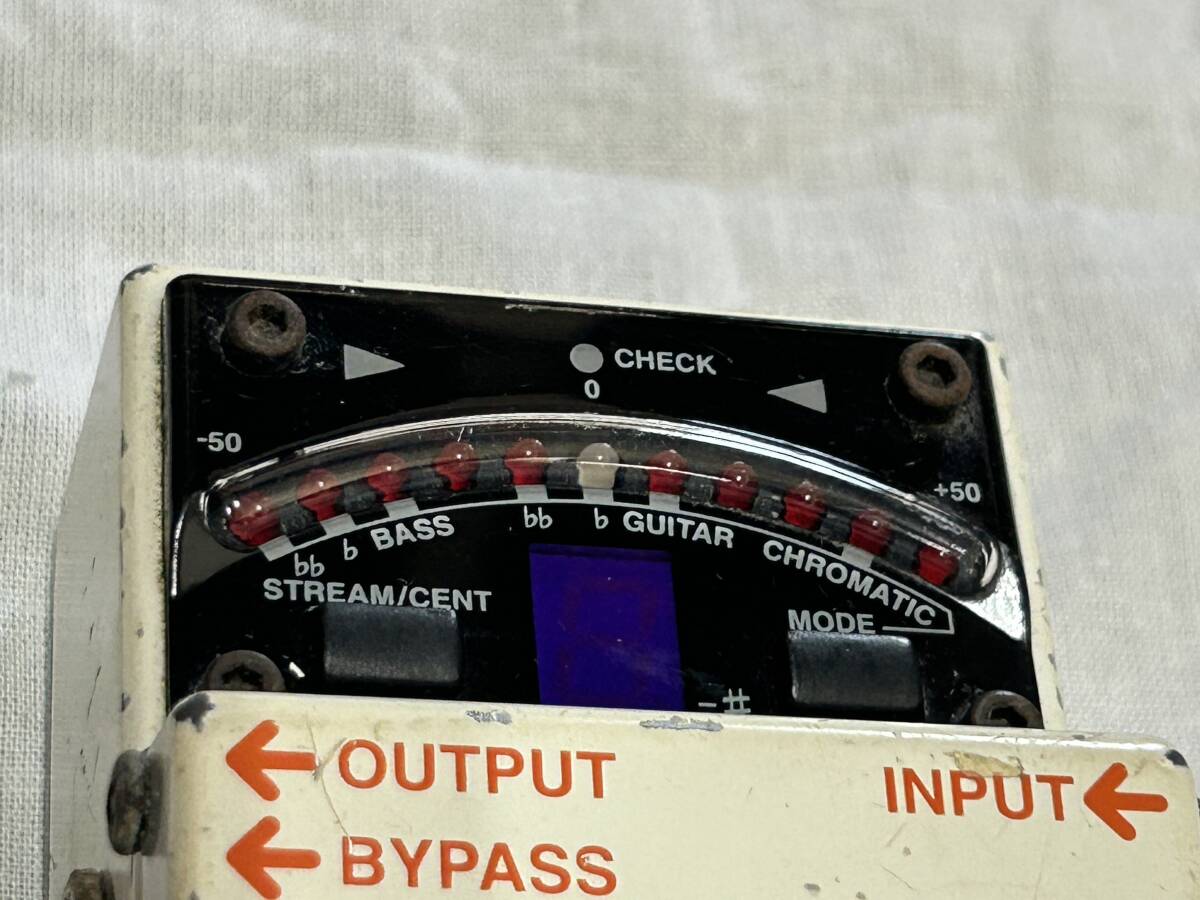 CHECK
0
-50
+50
bb b BASS bb b GUITAR CHROMATIC
STREAM/CENT
MODE
-#
← OUTPUT
INPUT ←
← BYPASS